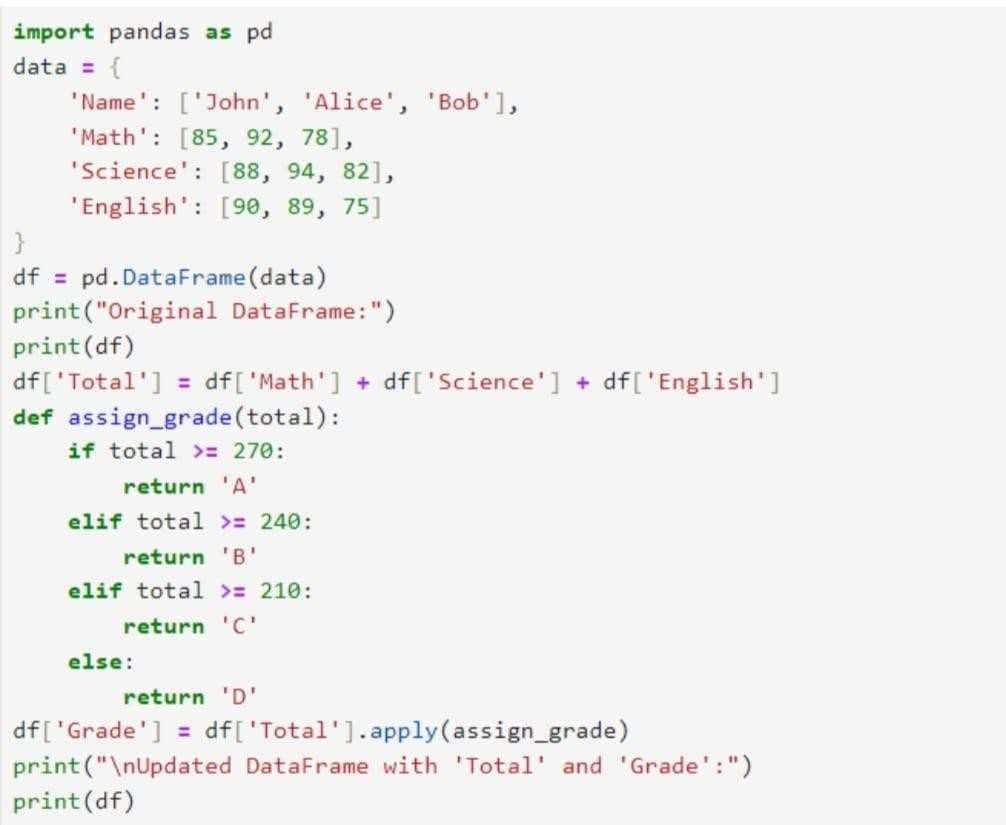 import pandas as pd
data = {
    'Name': ['John', 'Alice', 'Bob'],
    'Math': [85, 92, 78],
    'Science': [88, 94, 82],
    'English': [90, 89, 75]
}
df = pd.DataFrame(data)
print("Original DataFrame:")
print(df)
df['Total'] = df['Math'] + df['Science'] + df['English']
def assign_grade(total):
    if total >= 270:
        return 'A'
    elif total >= 240:
        return 'B'
    elif total >= 210:
        return 'C'
    else:
        return 'D'
df['Grade'] = df['Total'].apply(assign_grade)
print("\nUpdated DataFrame with 'Total' and 'Grade':")
print(df)